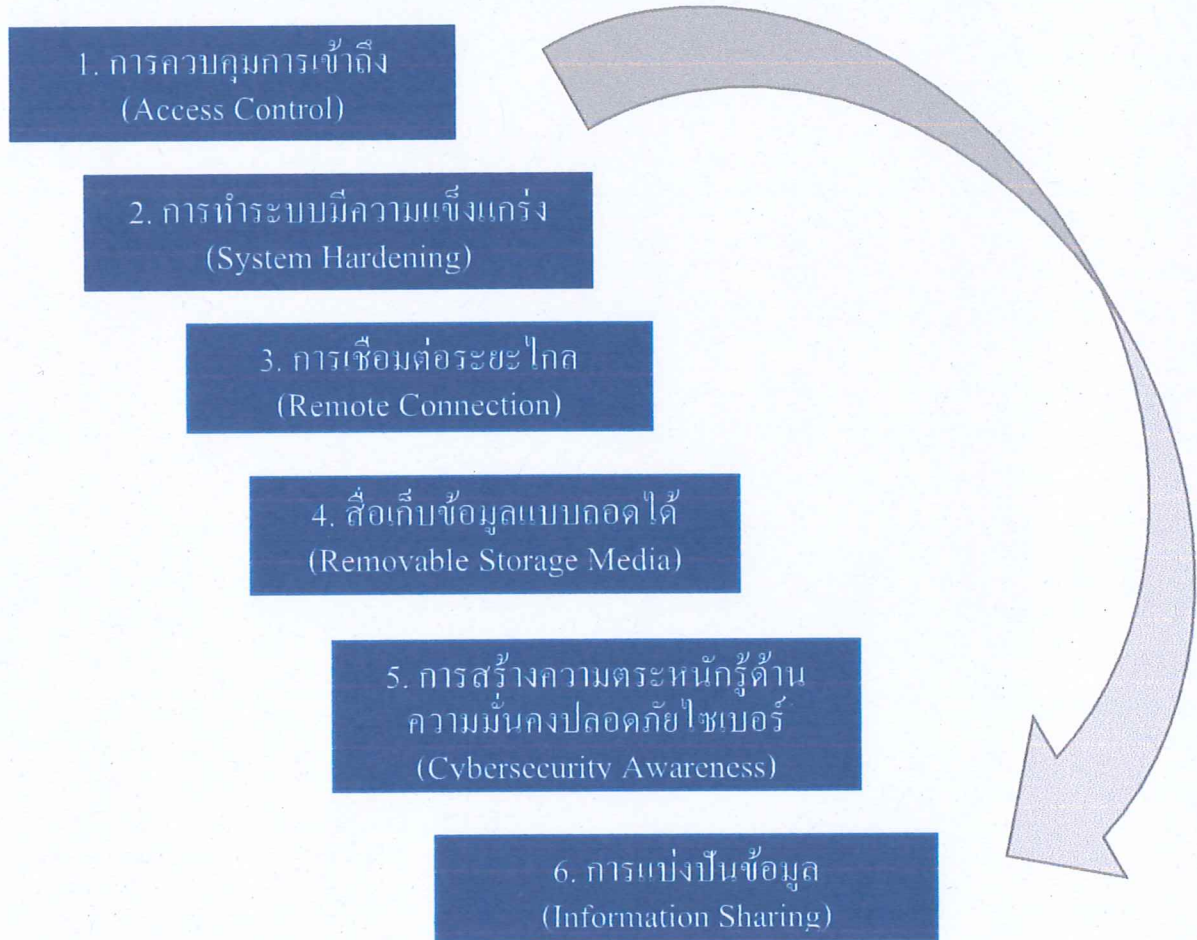 1. การควบคุมการเข้าถึง
(Access Control)
2. การทำระบบมีความแข็งแกร่ง
(System Hardening)
3. การเชื่อมต่อระยะไกล
(Remote Connection)
4. สื่อเก็บข้อมูลแบบถอดได้
(Removable Storage Media)
5. การสร้างความตระหนักรู้ด้าน
ความมั่นคงปลอดภัยไซเบอร์
(Cybersecurity Awareness)
6. การแบ่งปันข้อมูล
(Information Sharing)